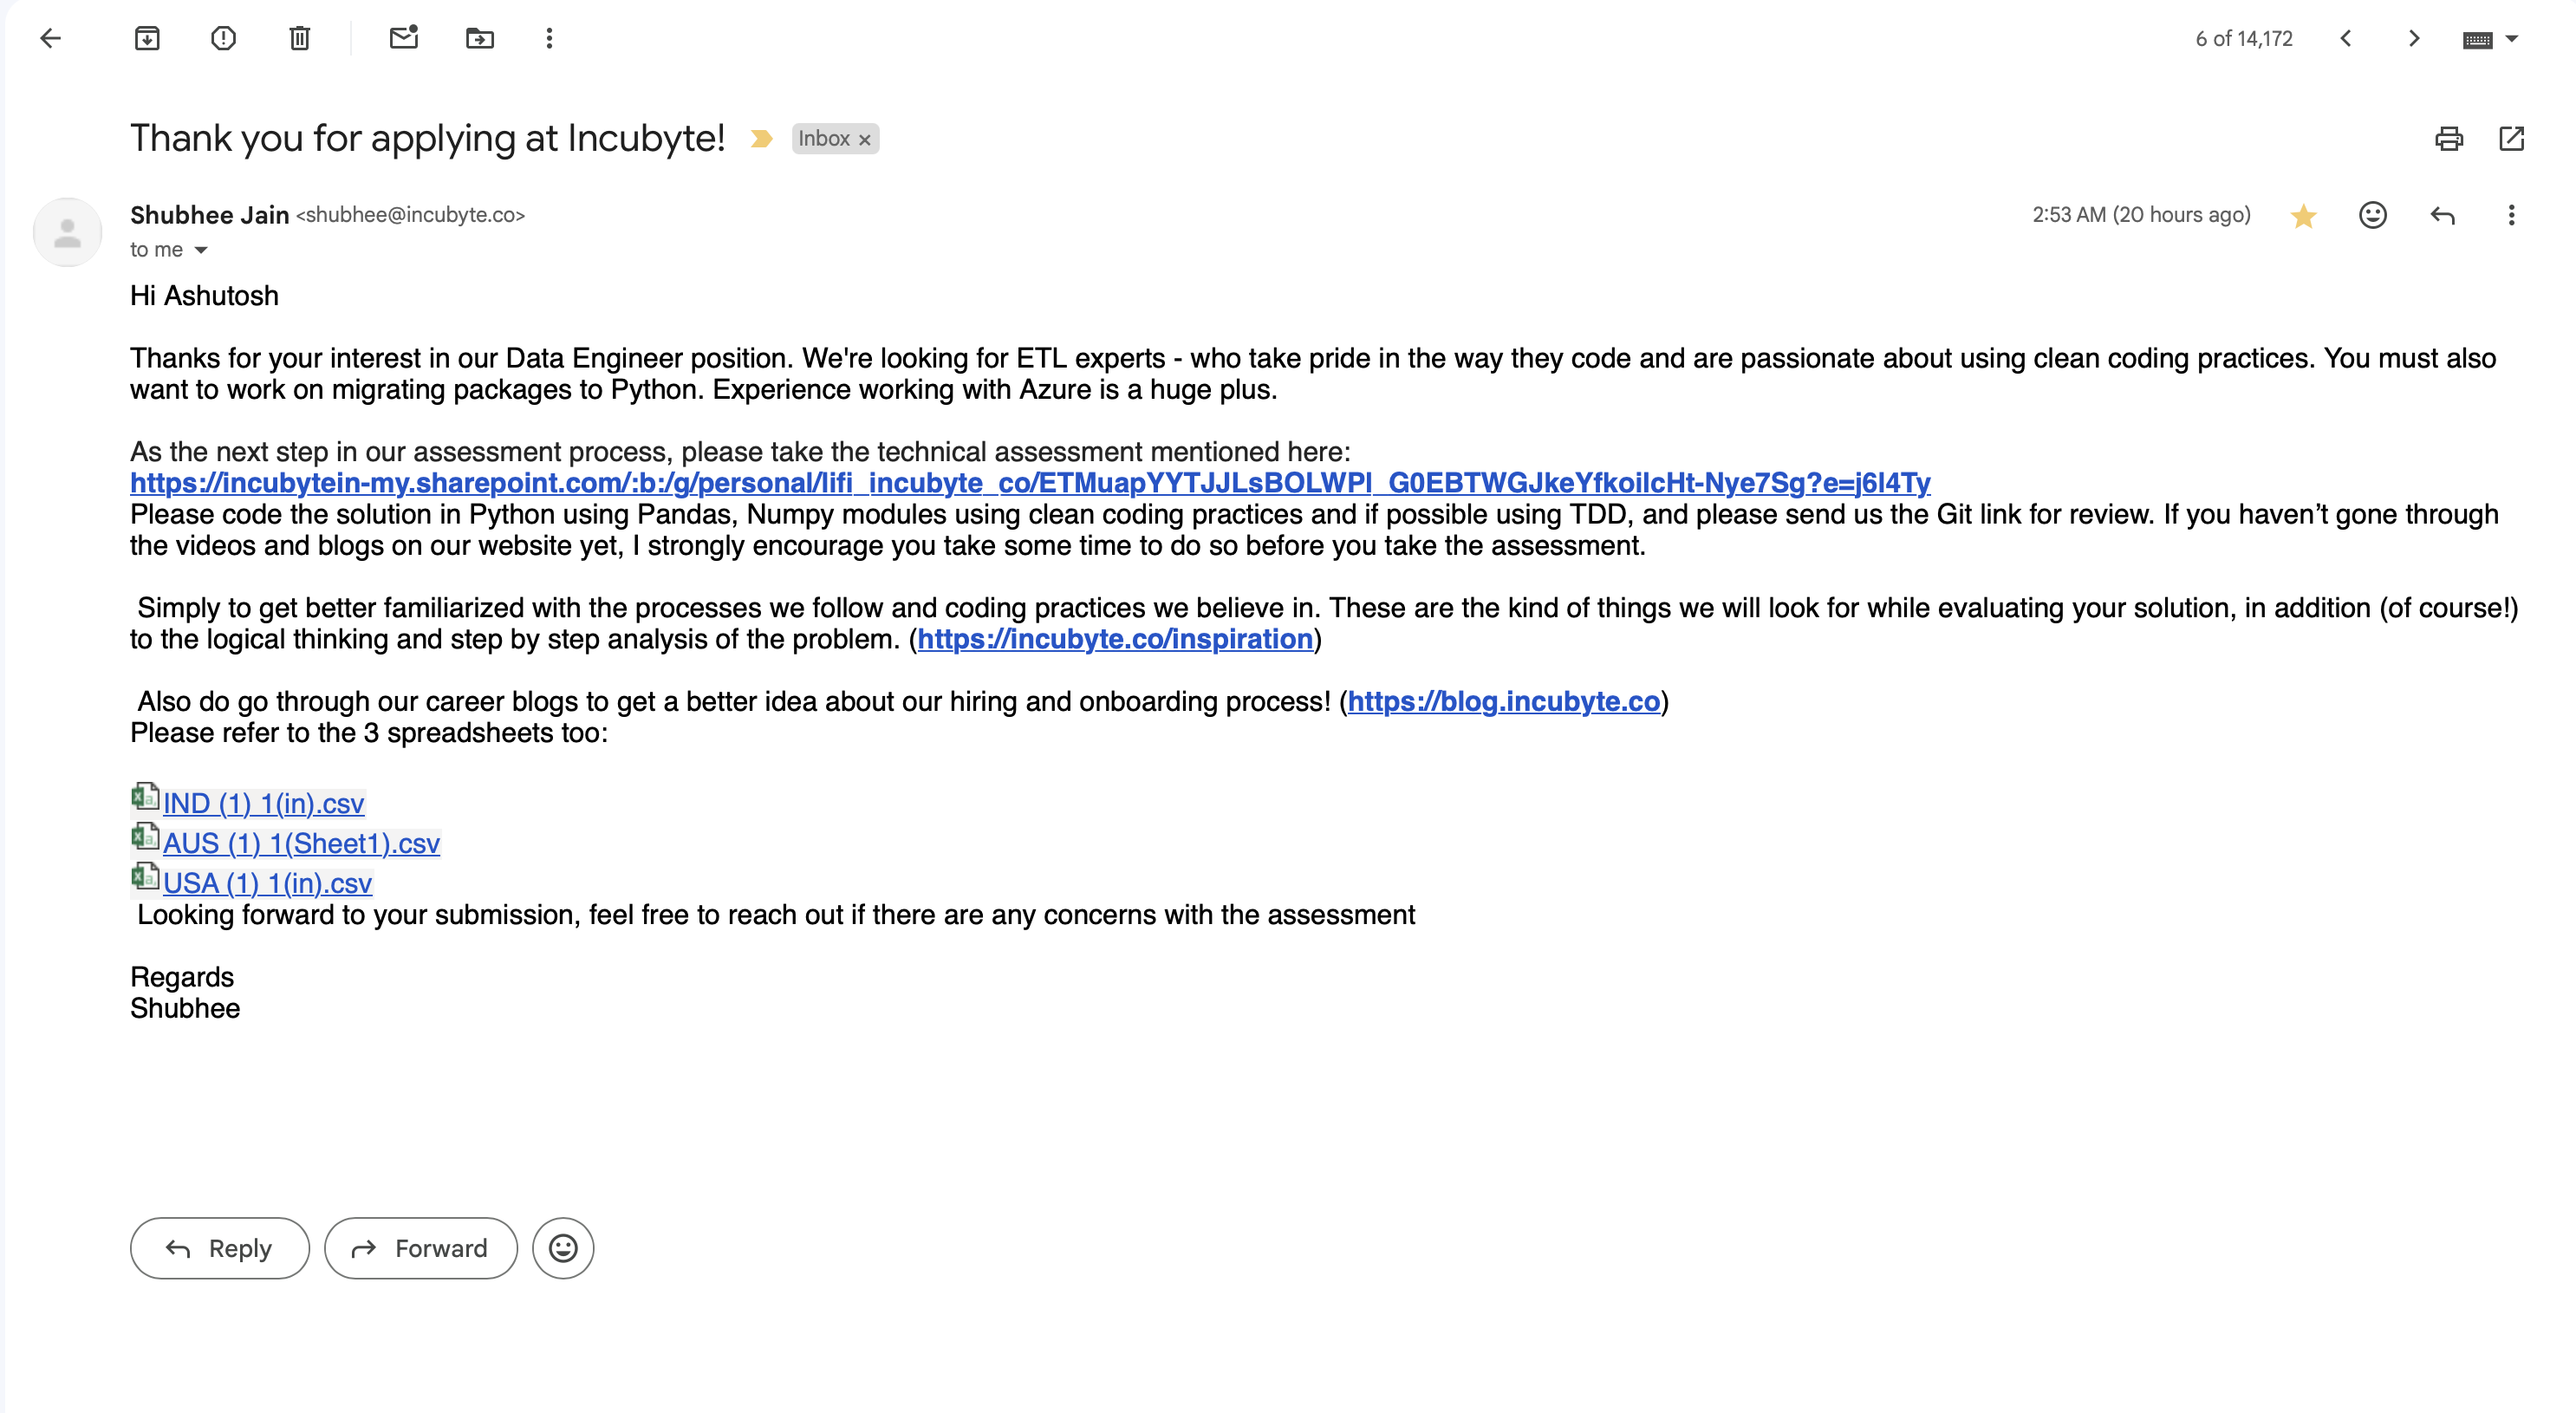 6 of 14,172
Thank you for applying at Incubyte! Inbox x
Shubhee Jain <shubhee@incubyte.co> 2:53 AM (20 hours ago)
to me
Hi Ashutosh
Thanks for your interest in our Data Engineer position. We're looking for ETL experts - who take pride in the way they code and are passionate about using clean coding practices. You must also
want to work on migrating packages to Python. Experience working with Azure is a huge plus.
As the next step in our assessment process, please take the technical assessment mentioned here:
https://incubytein-my.sharepoint.com/:b:/g/personal/lifi_incubyte_co/ETMuapYYTJJLsBOLWPl_G0EBTWGJkeYfkoilcHt-Nye7Sg?e=j6I4Ty
Please code the solution in Python using Pandas, Numpy modules using clean coding practices and if possible using TDD, and please send us the Git link for review. If you haven’t gone through
the videos and blogs on our website yet, I strongly encourage you take some time to do so before you take the assessment.
Simply to get better familiarized with the processes we follow and coding practices we believe in. These are the kind of things we will look for while evaluating your solution, in addition (of course!)
to the logical thinking and step by step analysis of the problem. (https://incubyte.co/inspiration)
Also do go through our career blogs to get a better idea about our hiring and onboarding process! (https://blog.incubyte.co)
Please refer to the 3 spreadsheets too:
IND (1) 1(in).csv
AUS (1) 1(Sheet1).csv
USA (1) 1(in).csv
Looking forward to your submission, feel free to reach out if there are any concerns with the assessment
Regards
Shubhee
Reply Forward